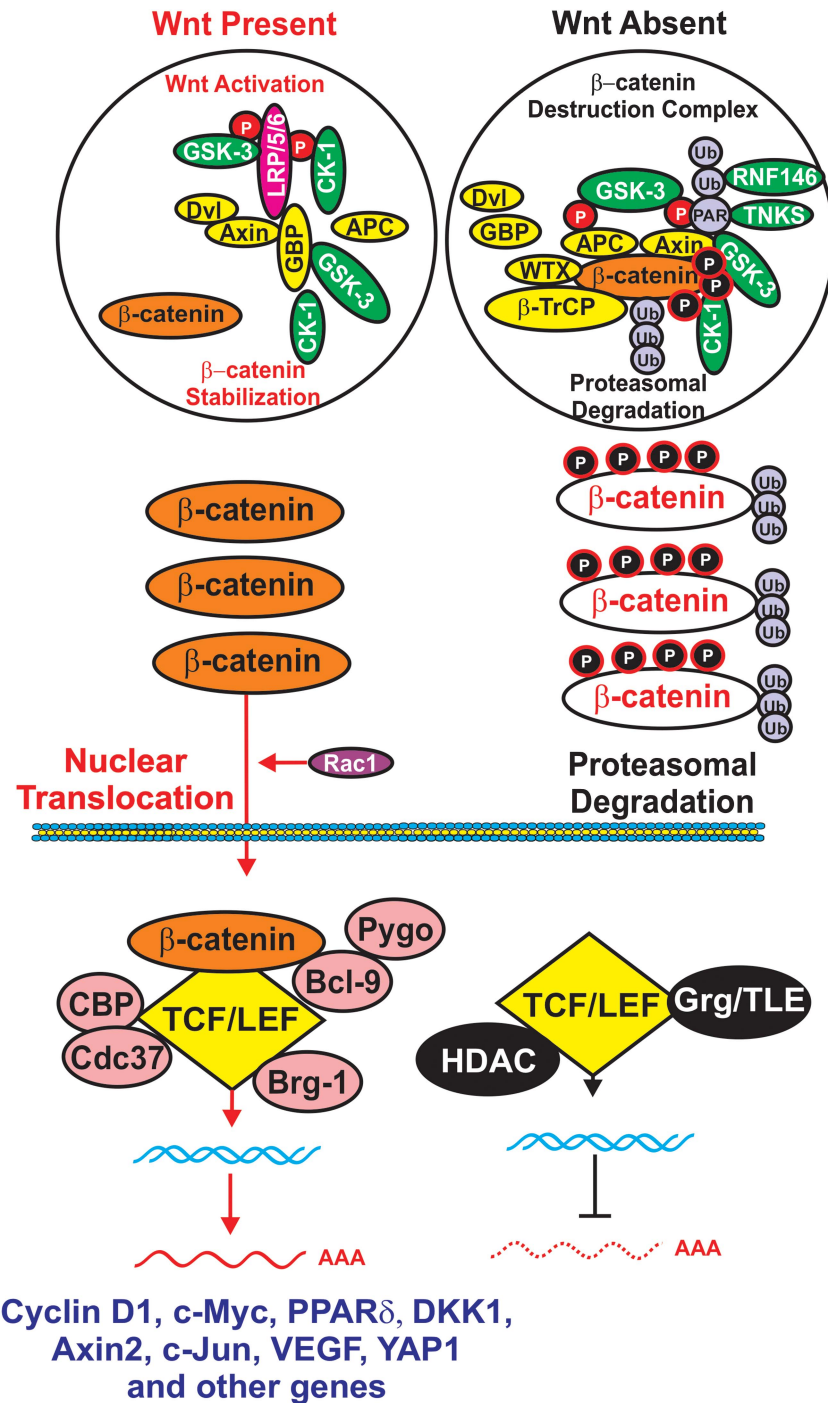 Wnt Present
Wnt Activation
P
GSK-3
LRP/5/6
P
CK-1
Dvl
Axin
GBP
APC
GSK-3
β-catenin
CK-1
β–catenin
Stabilization
Wnt Absent
β–catenin
Destruction Complex
Ub
Ub
RNF146
GSK-3
Dvl
P
P
PAR
TNKS
GBP
APC
Axin
GSK-3
WTX
β-catenin
P
P
P
β-TrCP
CK-1
Ub
Ub
Ub
Proteasomal
Degradation
β-catenin
β-catenin
β-catenin
P P P P
β-catenin
Ub
Ub
Ub
P P P P
β-catenin
Ub
Ub
Ub
P P P P
β-catenin
Ub
Ub
Ub
Nuclear
Translocation
Rac1
Proteasomal
Degradation
β-catenin
Pygo
Bcl-9
CBP
TCF/LEF
Cdc37
Brg-1
TCF/LEF
Grg/TLE
HDAC
AAA
AAA
Cyclin D1, c-Myc, PPARδ, DKK1,
Axin2, c-Jun, VEGF, YAP1
and other genes